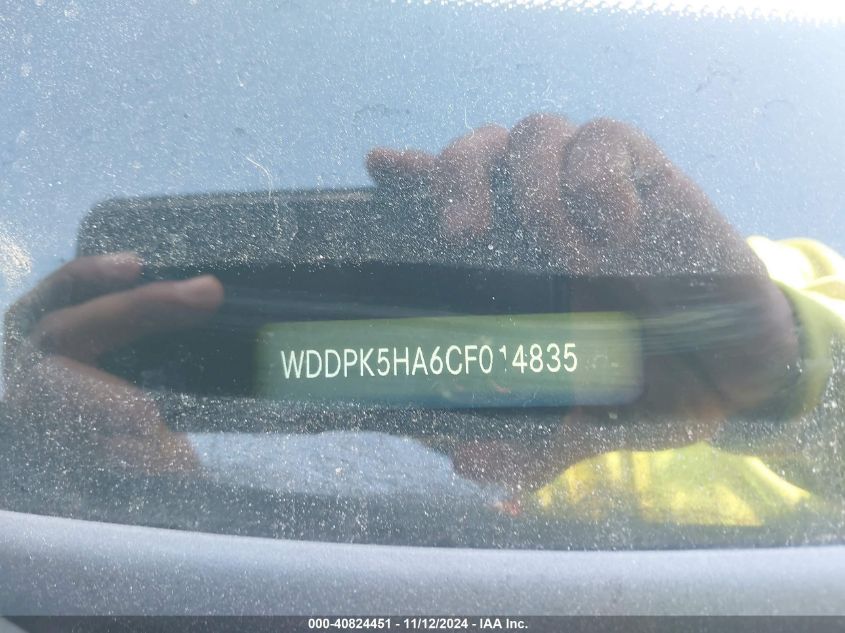 WDDPK5HA6CF014835
000-40824451 - 11/12/2024 - IAA Inc.